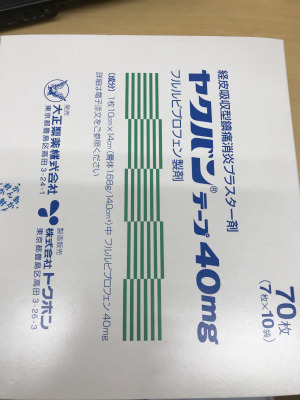 70枚
(7枚×10袋)
経皮吸収型鎮痛消炎プラスター剤
ヤクバン®テープ40mg
フルルビプロフェン製剤
〈成分〉1枚10cm×14cm(膏体1.68g/140cm²)中 フルルビプロフェン 40mg
詳細は電子添文をご参照ください
発売
大正製薬株式会社
東京都豊島区高田3-24-1
製造販売
株式会社トクホン
東京都豊島区高田3-26-3